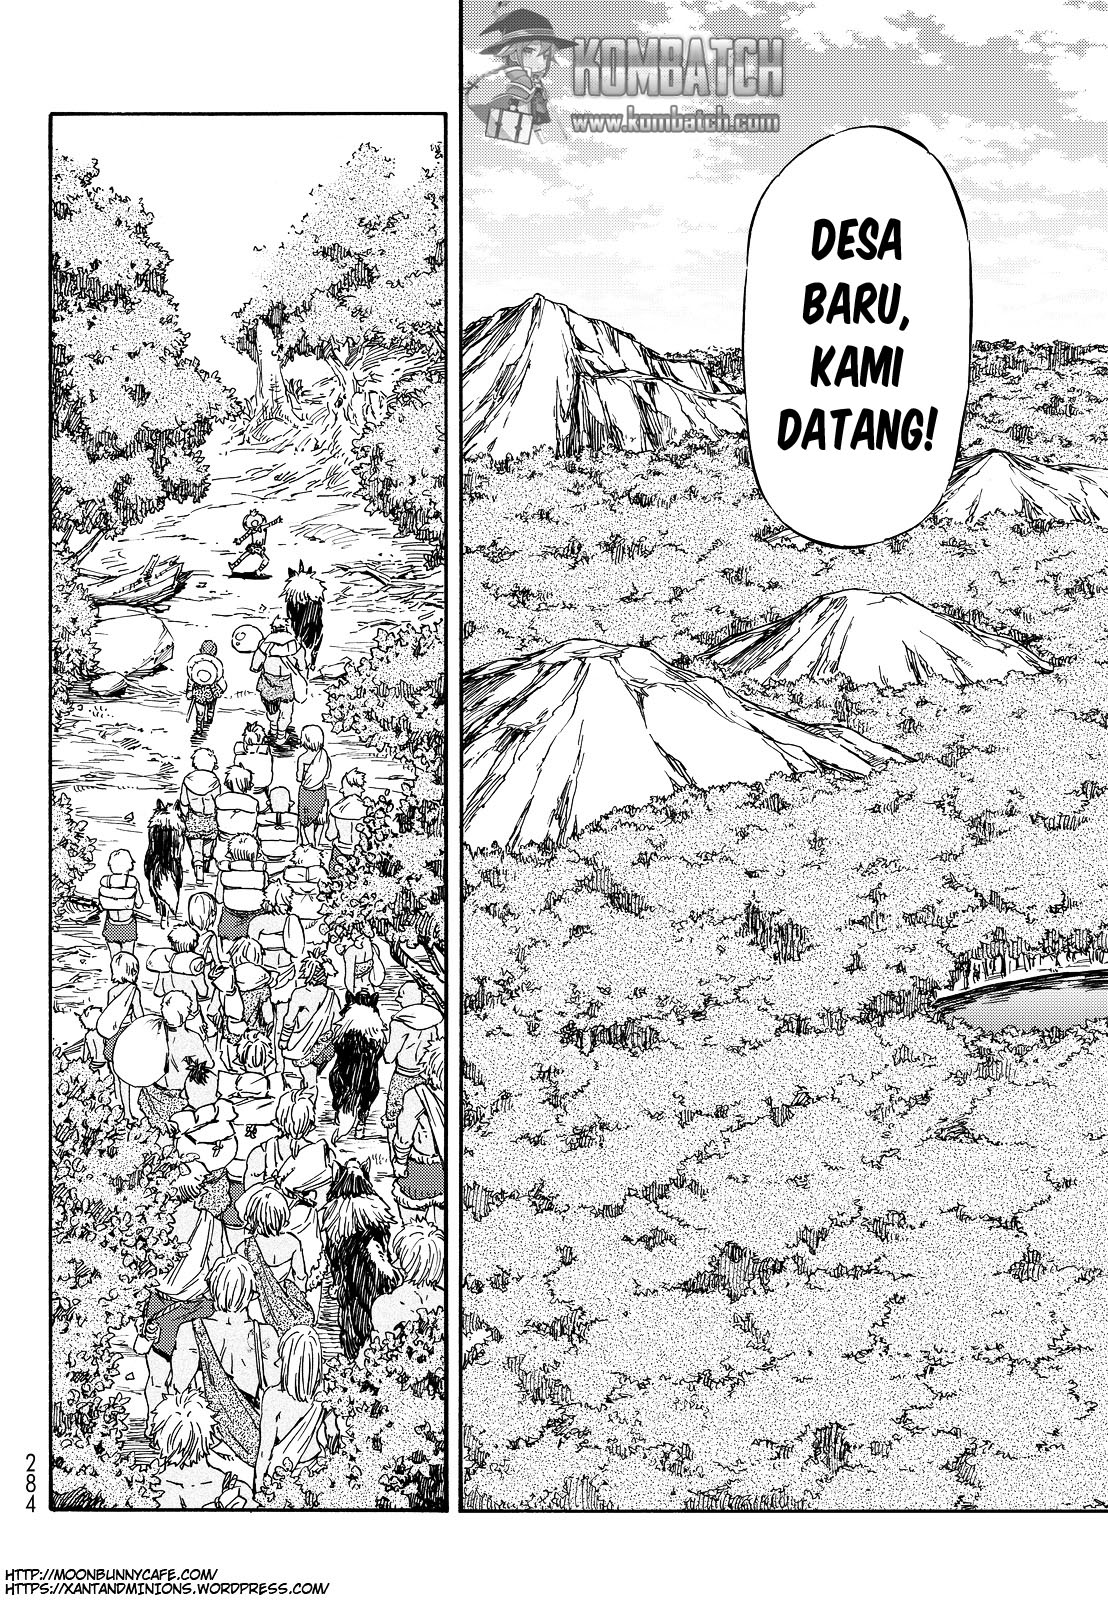 KOMBATCH
www.kombatch.com
DESA
BARU,
KAMI
DATANG!
284
HTTP://MOONBUNNYCAFE.COM/
HTTPS://XANTANDMINIONS.WORDPRESS.COM/